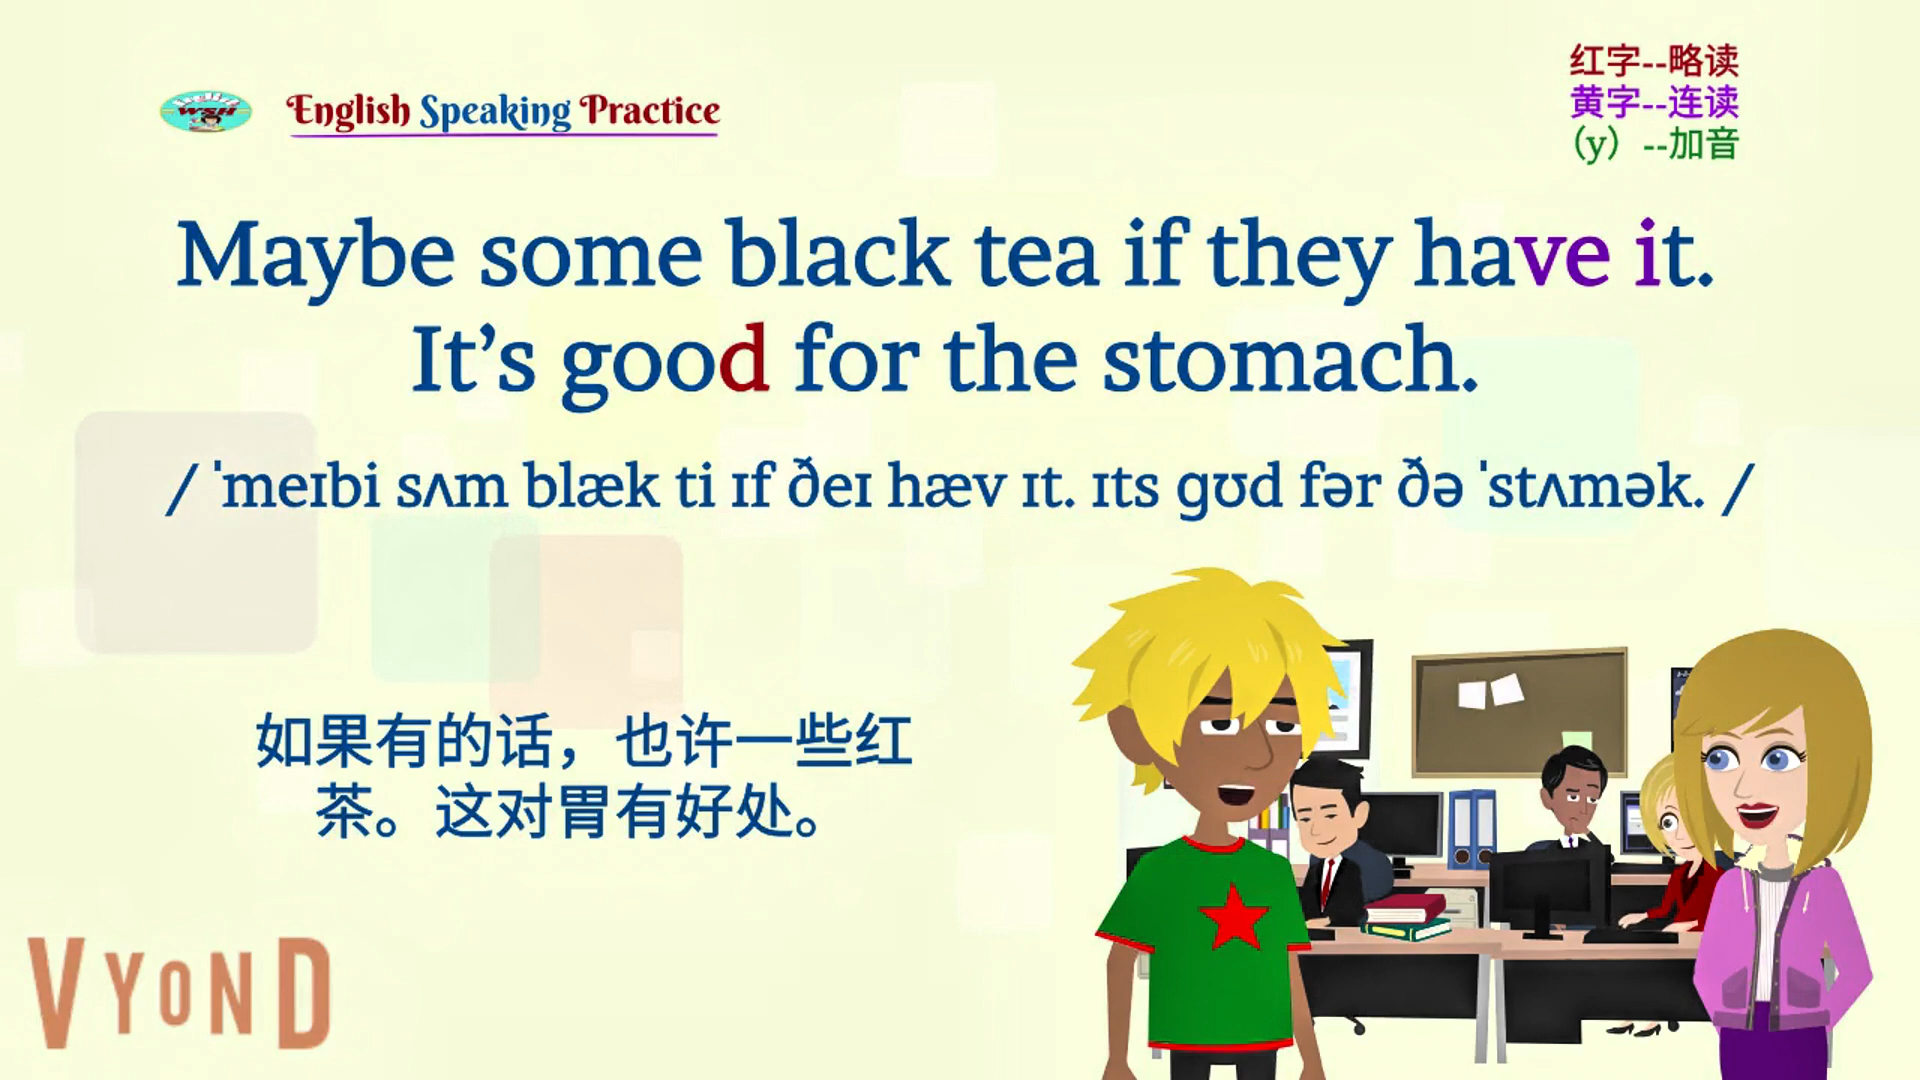 WSH
English Speaking Practice
红字--略读
黄字--连读
（y）--加音
Maybe some black tea if they have it.
It’s good for the stomach.
/ ˈmeɪbi sʌm blæk ti ɪf ðeɪ hæv ɪt. ɪts ɡʊd fər ðə ˈstʌmək. /
如果有的话，也许一些红
茶。这对胃有好处。
VYOND